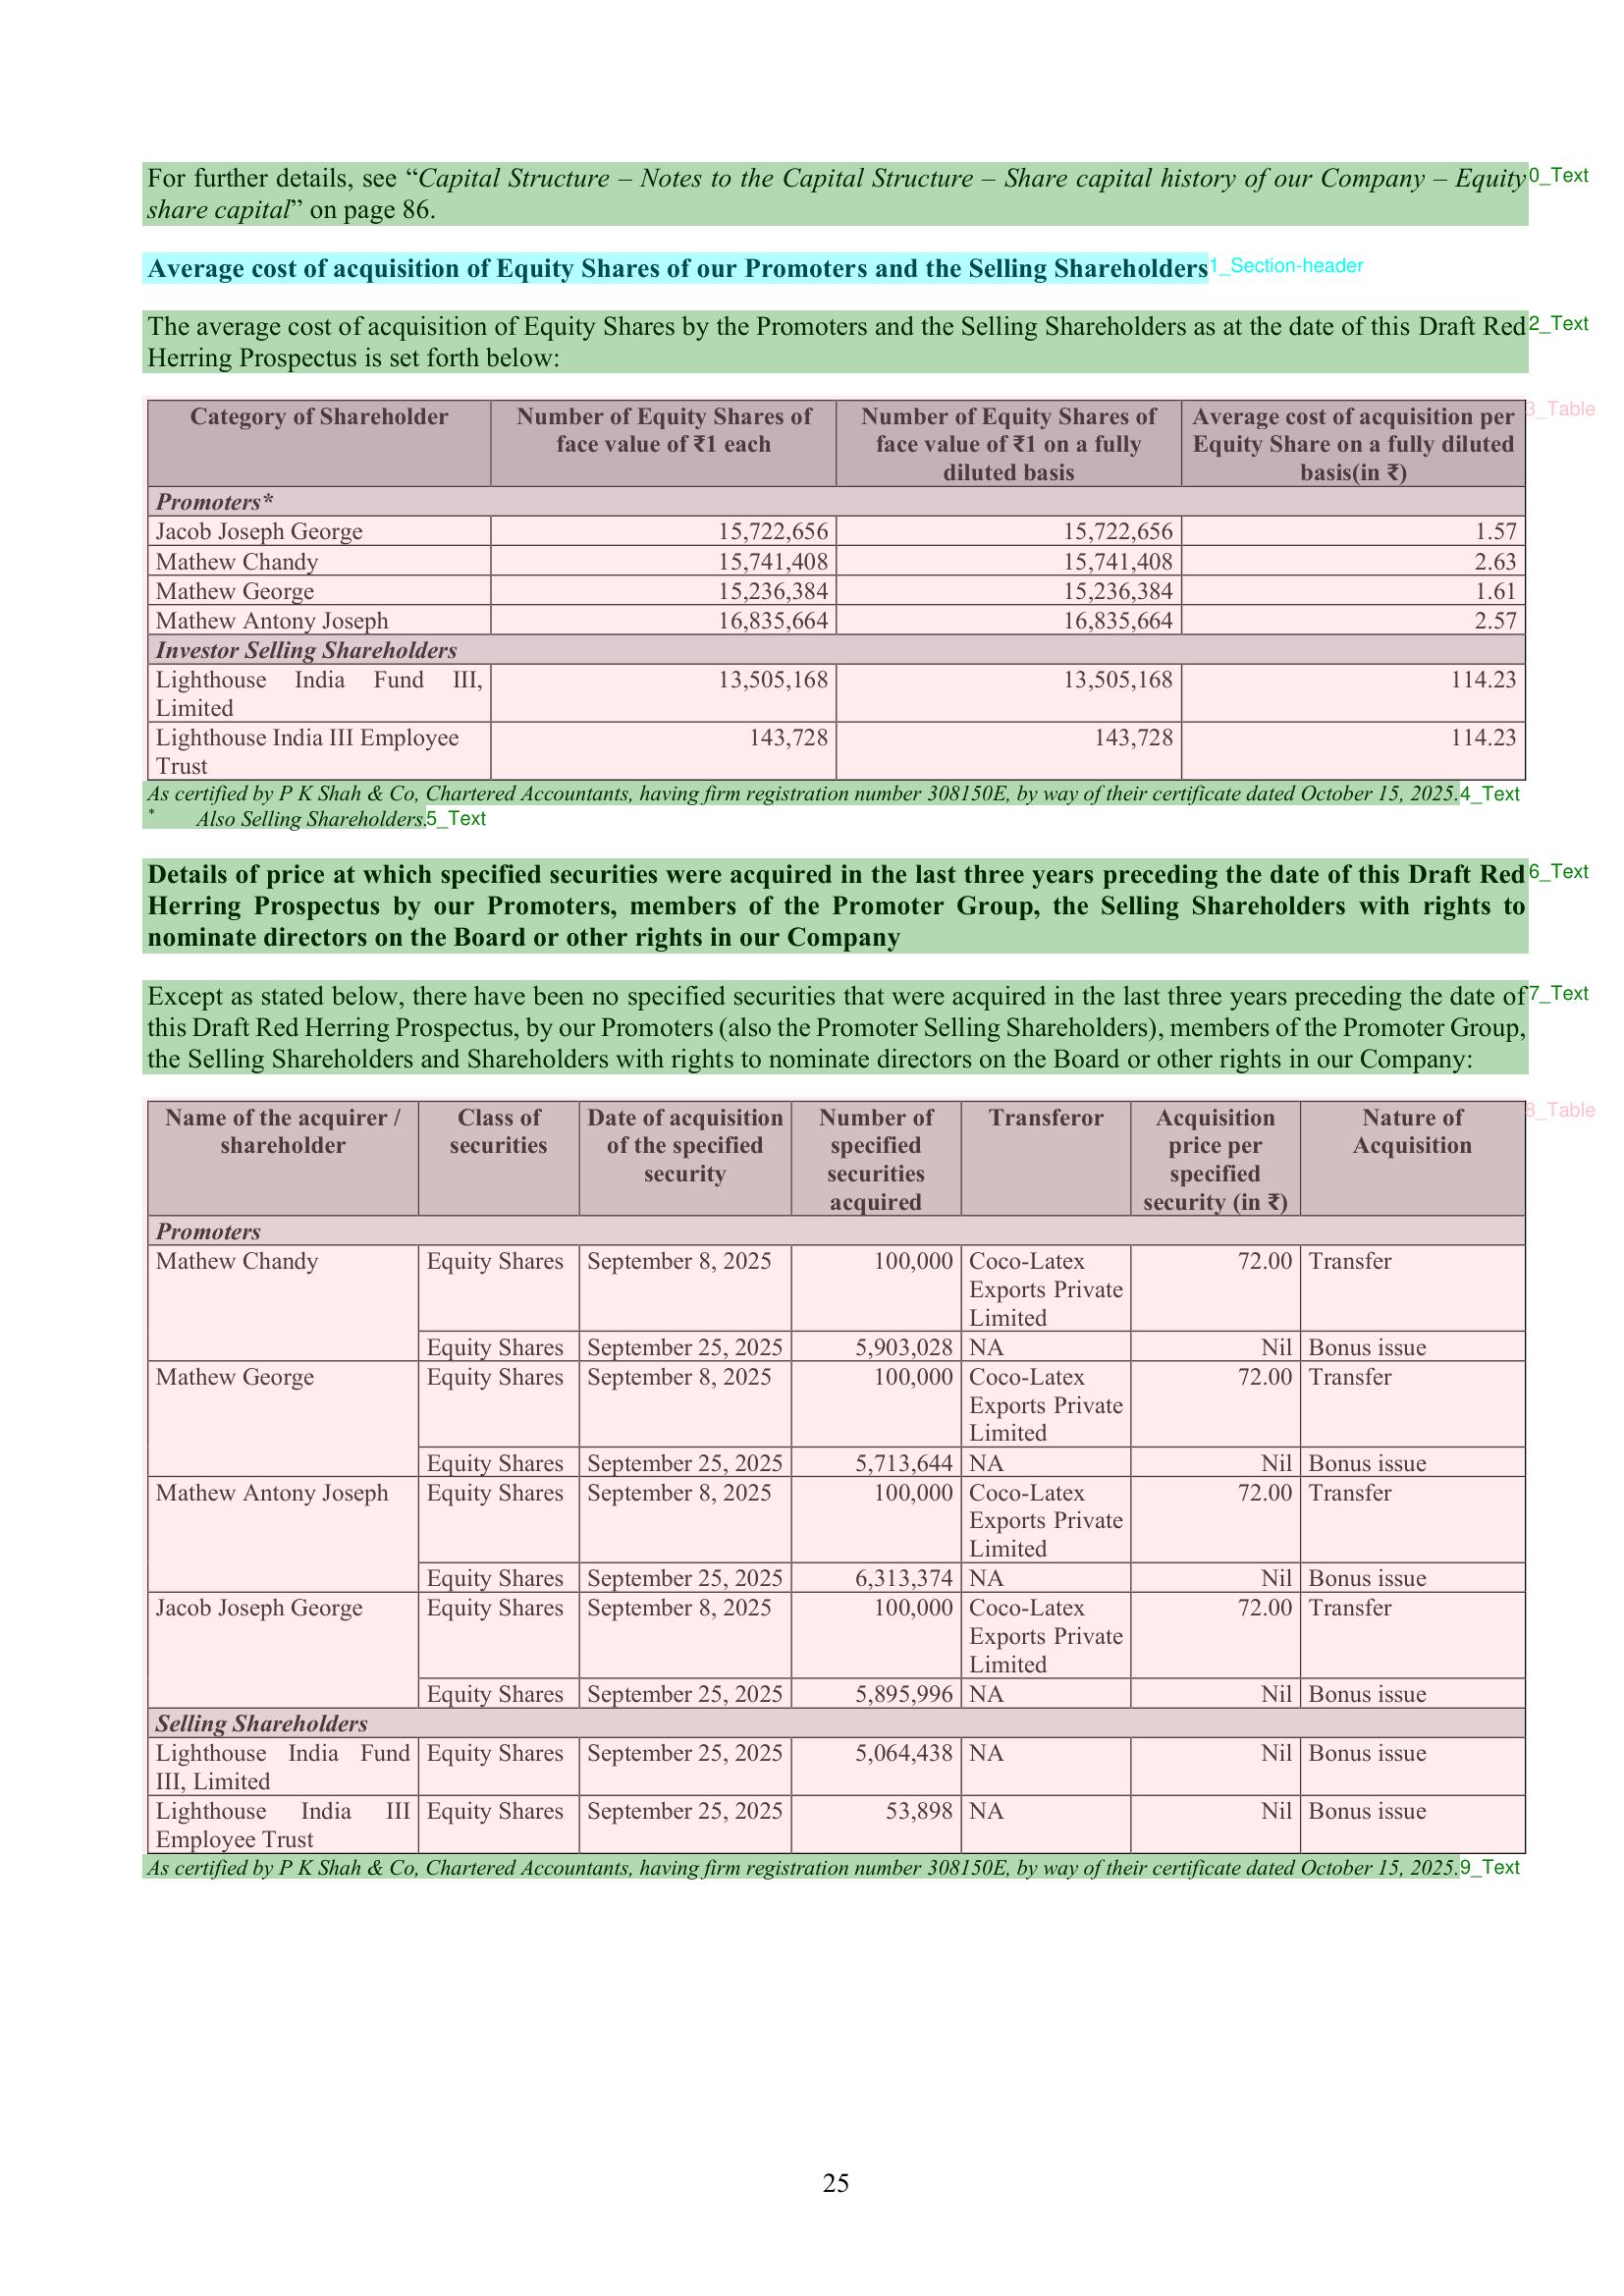 For further details, see “Capital Structure – Notes to the Capital Structure – Share capital history of our Company – Equity
0_Text
share capital” on page 86.
Average cost of acquisition of Equity Shares of our Promoters and the Selling Shareholders
1_Section-header
The average cost of acquisition of Equity Shares by the Promoters and the Selling Shareholders as at the date of this Draft Red
2_Text
Herring Prospectus is set forth below:
3_Table
Category of Shareholder | Number of Equity Shares of face value of ₹1 each | Number of Equity Shares of face value of ₹1 on a fully diluted basis | Average cost of acquisition per Equity Share on a fully diluted basis(in ₹)
Promoters*
Jacob Joseph George 15,722,656 15,722,656 1.57
Mathew Chandy 15,741,408 15,741,408 2.63
Mathew George 15,236,384 15,236,384 1.61
Mathew Antony Joseph 16,835,664 16,835,664 2.57
Investor Selling Shareholders
Lighthouse India Fund III, Limited 13,505,168 13,505,168 114.23
Lighthouse India III Employee Trust 143,728 143,728 114.23
As certified by P K Shah & Co, Chartered Accountants, having firm registration number 308150E, by way of their certificate dated October 15, 2025.
4_Text
* Also Selling Shareholders.
5_Text
Details of price at which specified securities were acquired in the last three years preceding the date of this Draft Red
6_Text
Herring Prospectus by our Promoters, members of the Promoter Group, the Selling Shareholders with rights to
nominate directors on the Board or other rights in our Company
Except as stated below, there have been no specified securities that were acquired in the last three years preceding the date of
7_Text
this Draft Red Herring Prospectus, by our Promoters (also the Promoter Selling Shareholders), members of the Promoter Group,
the Selling Shareholders and Shareholders with rights to nominate directors on the Board or other rights in our Company:
8_Table
Name of the acquirer / shareholder | Class of securities | Date of acquisition of the specified security | Number of specified securities acquired | Transferor | Acquisition price per specified security (in ₹) | Nature of Acquisition
Promoters
Mathew Chandy Equity Shares September 8, 2025 100,000 Coco-Latex Exports Private Limited 72.00 Transfer
Equity Shares September 25, 2025 5,903,028 NA Nil Bonus issue
Mathew George Equity Shares September 8, 2025 100,000 Coco-Latex Exports Private Limited 72.00 Transfer
Equity Shares September 25, 2025 5,713,644 NA Nil Bonus issue
Mathew Antony Joseph Equity Shares September 8, 2025 100,000 Coco-Latex Exports Private Limited 72.00 Transfer
Equity Shares September 25, 2025 6,313,374 NA Nil Bonus issue
Jacob Joseph George Equity Shares September 8, 2025 100,000 Coco-Latex Exports Private Limited 72.00 Transfer
Equity Shares September 25, 2025 5,895,996 NA Nil Bonus issue
Selling Shareholders
Lighthouse India Fund III, Limited Equity Shares September 25, 2025 5,064,438 NA Nil Bonus issue
Lighthouse India III Employee Trust Equity Shares September 25, 2025 53,898 NA Nil Bonus issue
As certified by P K Shah & Co, Chartered Accountants, having firm registration number 308150E, by way of their certificate dated October 15, 2025.
9_Text
25